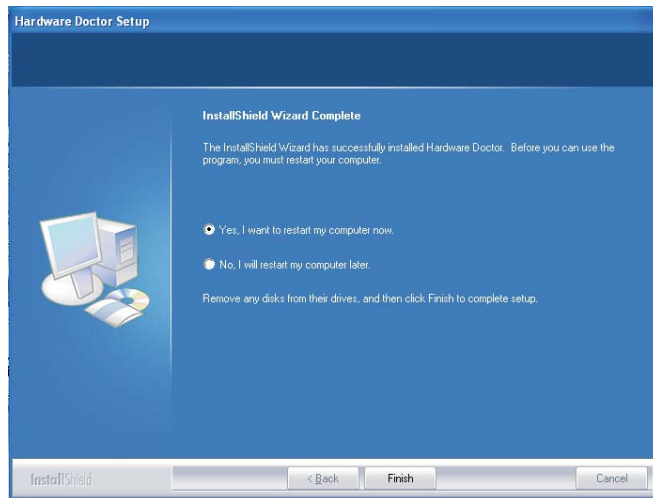 Hardware Doctor Setup
InstallShield Wizard Complete
The InstallShield Wizard has successfully installed Hardware Doctor. Before you can use the
program, you must restart your computer.
Yes, I want to restart my computer now.
No, I will restart my computer later.
Remove any disks from their drives, and then click Finish to complete setup.
InstallShield
< Back
Finish
Cancel